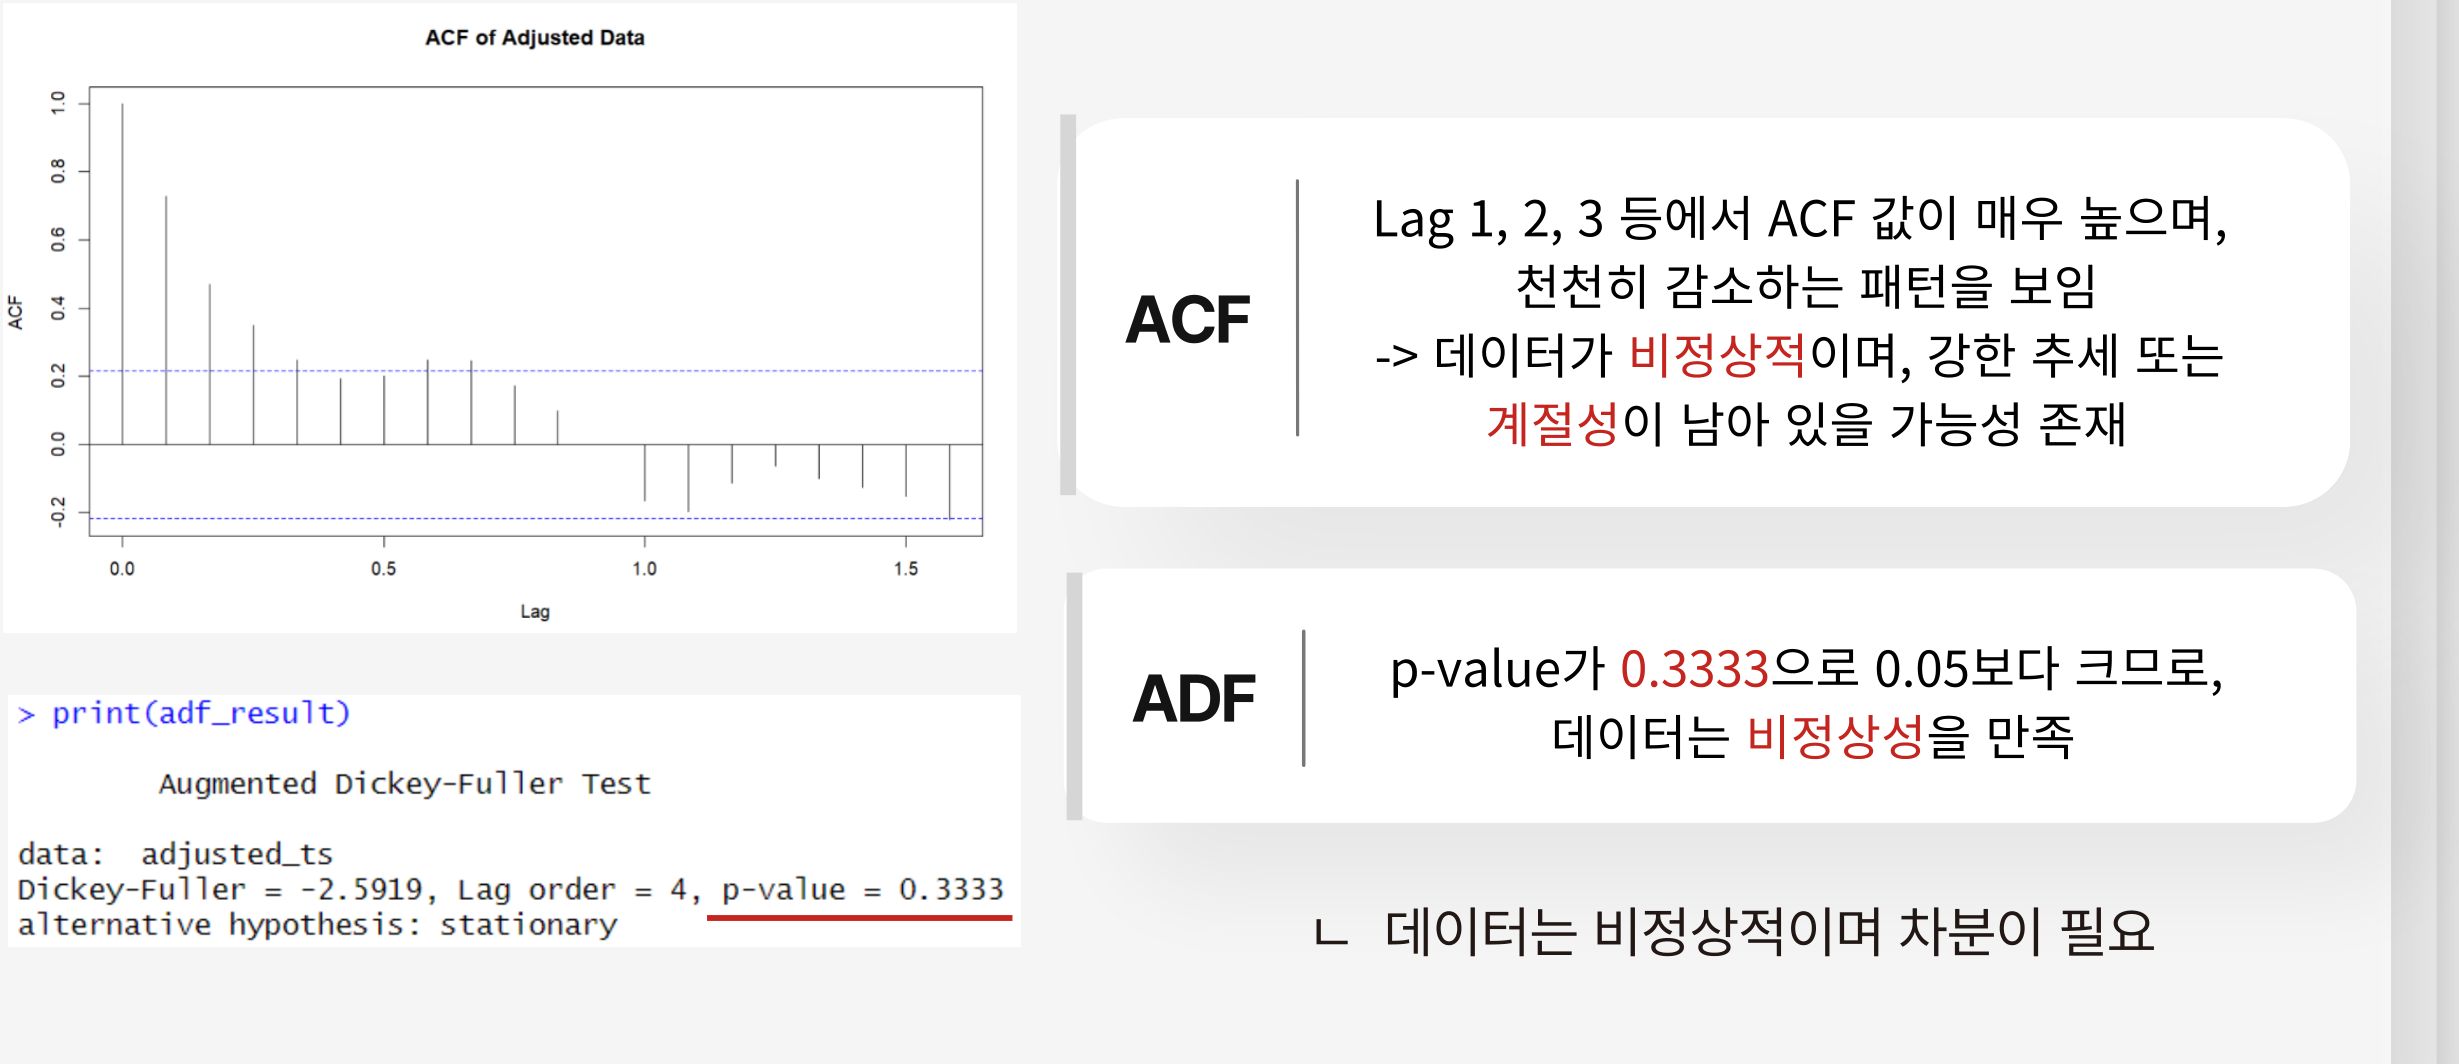 ACF of Adjusted Data
1.0
0.8
0.6
0.4
0.2
0.0
-0.2
ACF
0.0 0.5 1.0 1.5
Lag
> print(adf_result)
Augmented Dickey-Fuller Test
data: adjusted_ts
Dickey-Fuller = -2.5919, Lag order = 4, p-value = 0.3333
alternative hypothesis: stationary
ACF
Lag 1, 2, 3 등에서 ACF 값이 매우 높으며,
천천히 감소하는 패턴을 보임
-> 데이터가 비정상적이며, 강한 추세 또는
계절성이 남아 있을 가능성 존재
ADF
p-value가 0.3333으로 0.05보다 크므로,
데이터는 비정상성을 만족
ㄴ 데이터는 비정상적이며 차분이 필요